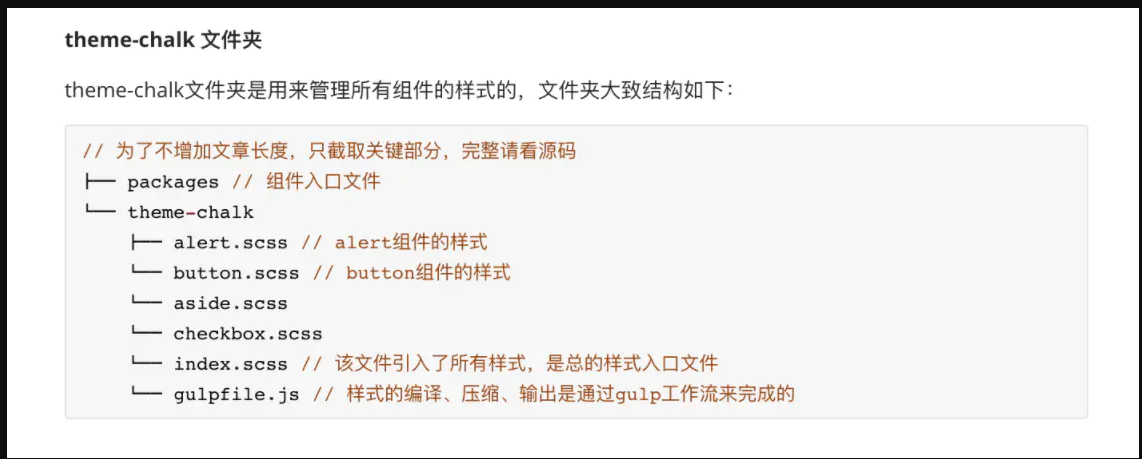 theme-chalk 文件夹
theme-chalk文件夹是用来管理所有组件的样式的，文件夹大致结构如下：
// 为了不增加文章长度，只截取关键部分，完整请看源码
├── packages // 组件入口文件
└── theme-chalk
    ├── alert.scss // alert组件的样式
    └── button.scss // button组件的样式
    └── aside.scss
    └── checkbox.scss
    └── index.scss // 该文件引入了所有样式，是总的样式入口文件
    └── gulpfile.js // 样式的编译、压缩、输出是通过gulp工作流来完成的